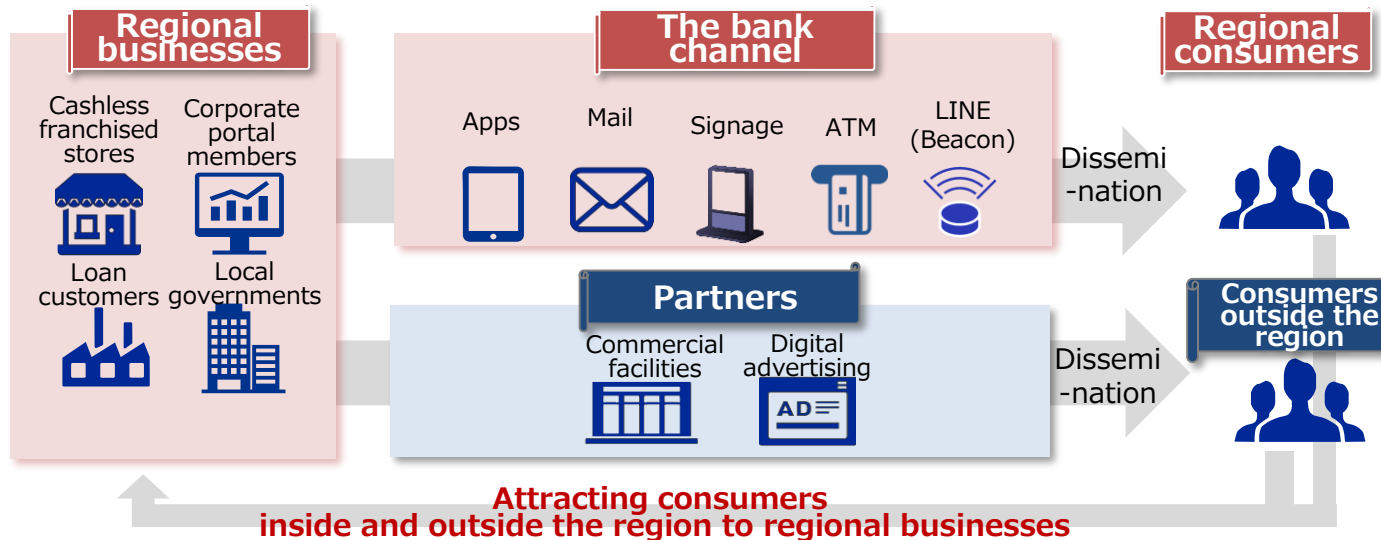 Regional
businesses
Cashless
franchised
stores
Corporate
portal
members
Loan
customers
Local
governments
The bank
channel
Apps
Mail
Signage
ATM
LINE
(Beacon)
Dissemi
-nation
Regional
consumers
Partners
Commercial
facilities
Digital
advertising
AD
Dissemi
-nation
Consumers
outside the
region
Attracting consumers
inside and outside the region to regional businesses